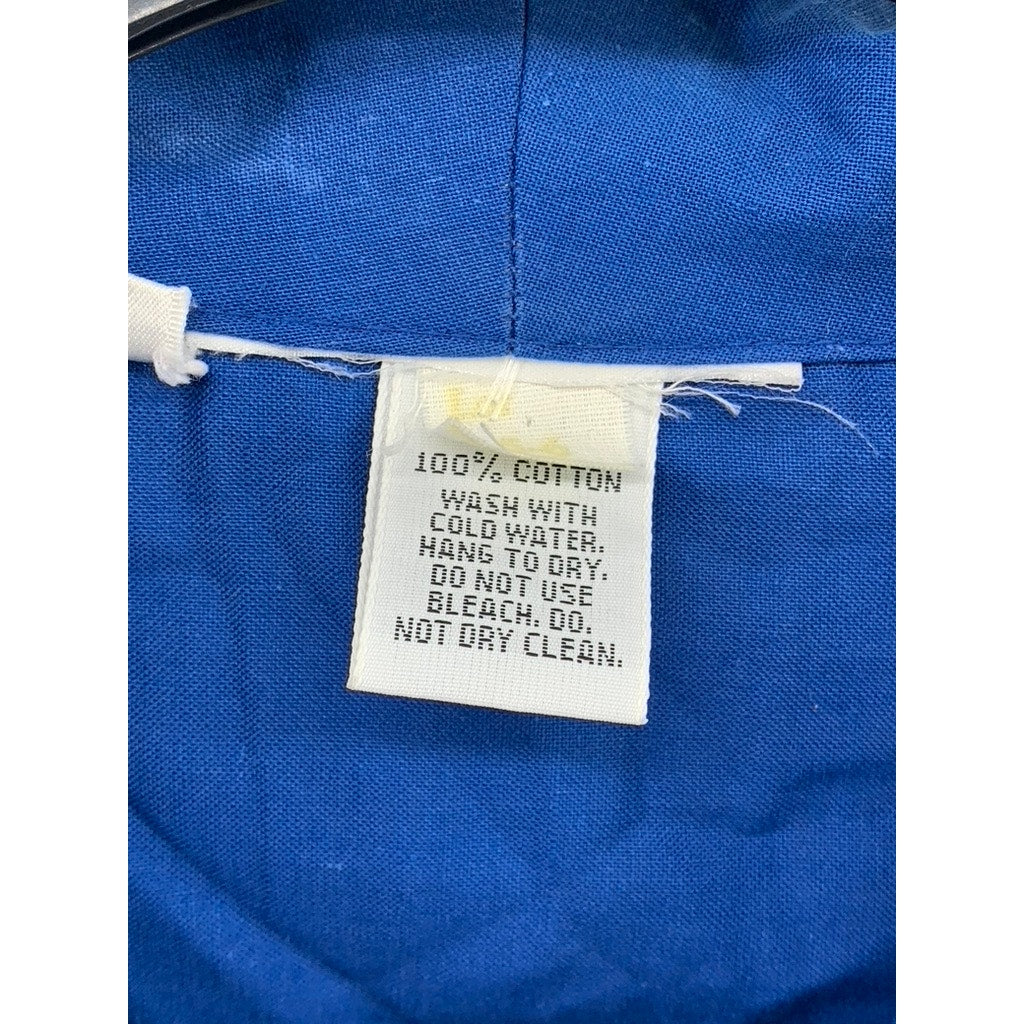 100% COTTON
WASH WITH
COLD WATER.
HANG TO DRY.
DO NOT USE
BLEACH. DO.
NOT DRY CLEAN.